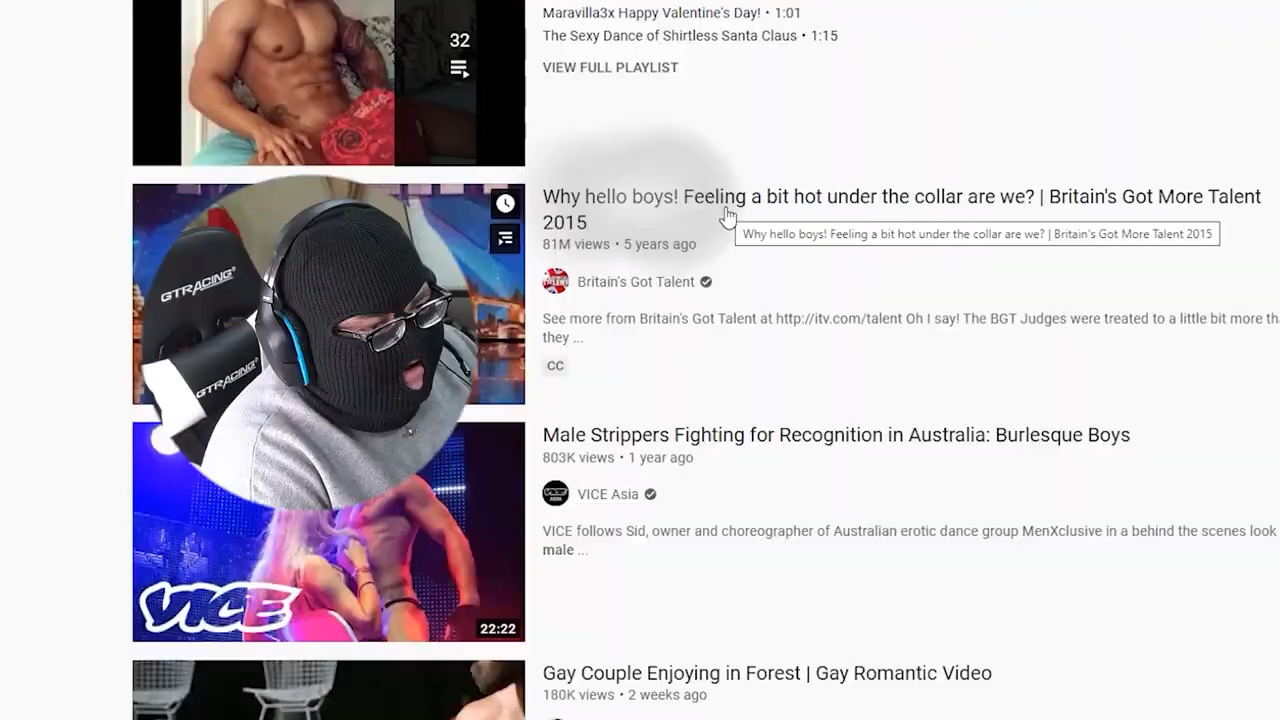 Maravilla3x Happy Valentine's Day! • 1:01
32
The Sexy Dance of Shirtless Santa Claus • 1:15
VIEW FULL PLAYLIST
Why hello boys! Feeling a bit hot under the collar are we? | Britain's Got More Talent
2015
Why hello boys! Feeling a bit hot under the collar are we? | Britain's Got More Talent 2015
81M views • 5 years ago
Britain's Got Talent
GTRACING
See more from Britain's Got Talent at http://itv.com/talent Oh I say! The BGT Judges were treated to a little bit more tha
they ...
CC
GTRACING
Male Strippers Fighting for Recognition in Australia: Burlesque Boys
803K views • 1 year ago
VICE Asia
VICE follows Sid, owner and choreographer of Australian erotic dance group MenXclusive in a behind the scenes look
male ...
VICE
22:22
Gay Couple Enjoying in Forest | Gay Romantic Video
180K views • 2 weeks ago